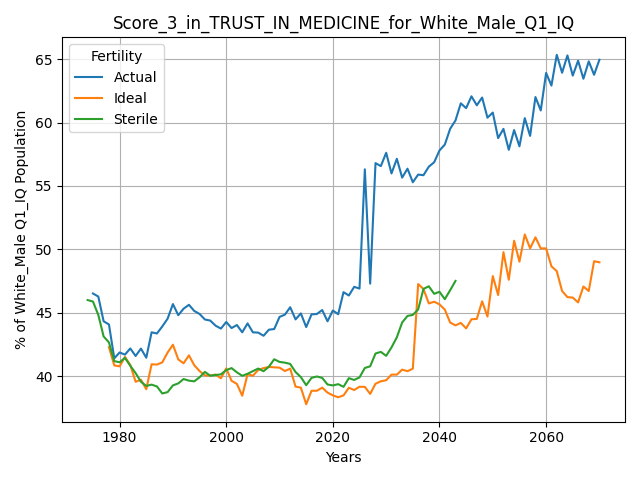 Score_3_in_TRUST_IN_MEDICINE_for_White_Male_Q1_IQ
% of White_Male Q1_IQ Population
65
60
55
50
45
40
Fertility
Actual
Ideal
Sterile
1980
2000
2020
2040
2060
Years